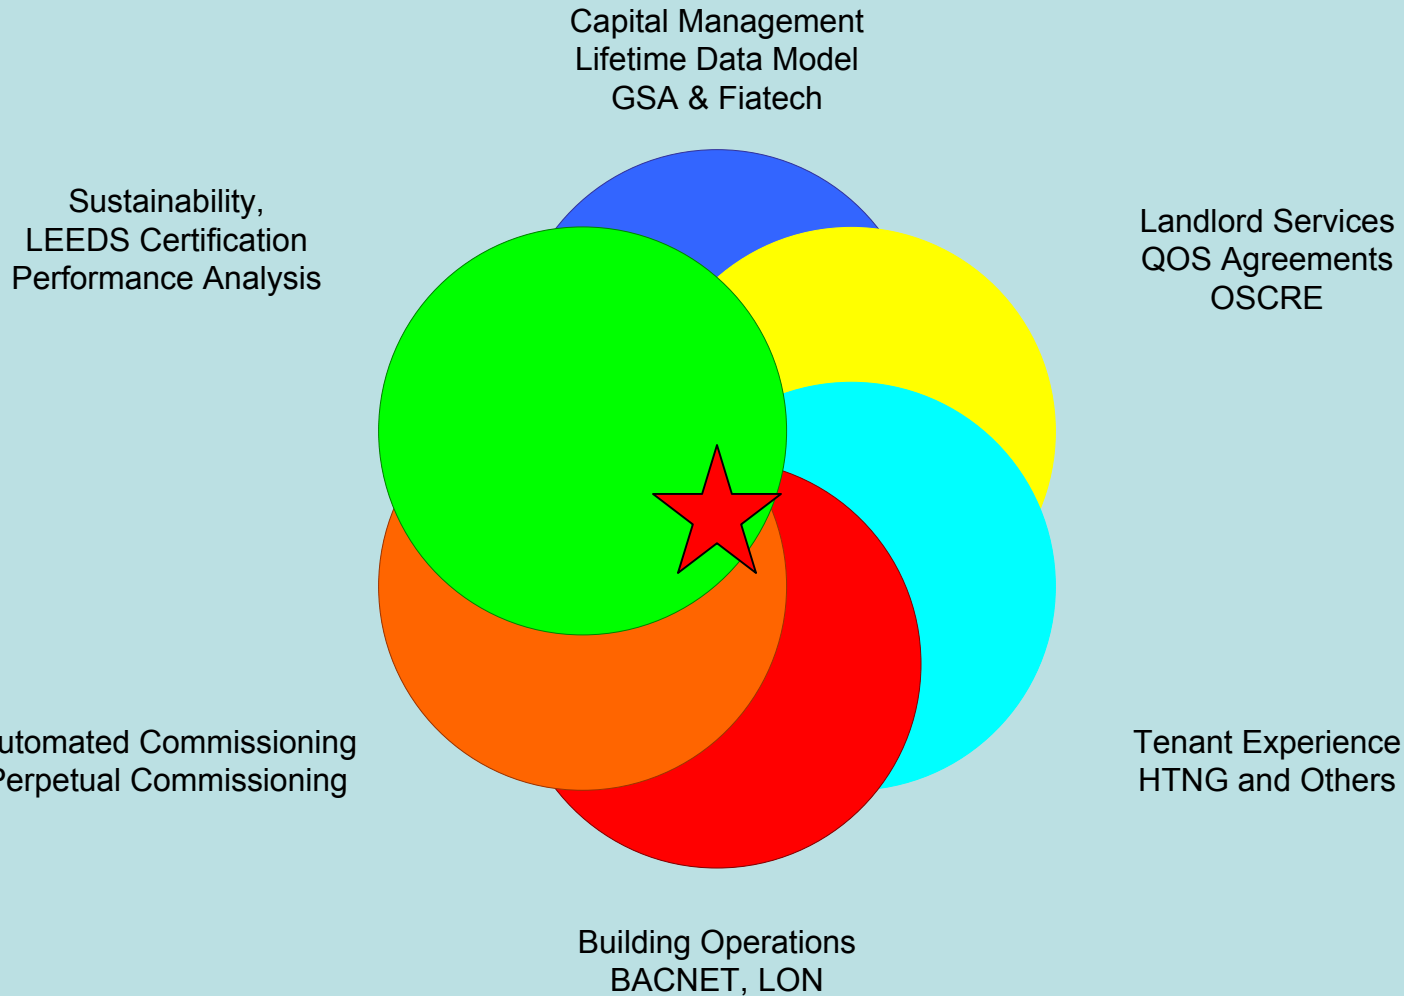 Capital Management
Lifetime Data Model
GSA & Fiatech
Sustainability,
LEEDS Certification
Performance Analysis
Landlord Services
QOS Agreements
OSCRE
utomated Commissioning
Perpetual Commissioning
Tenant Experience
HTNG and Others
Building Operations
BACNET, LON